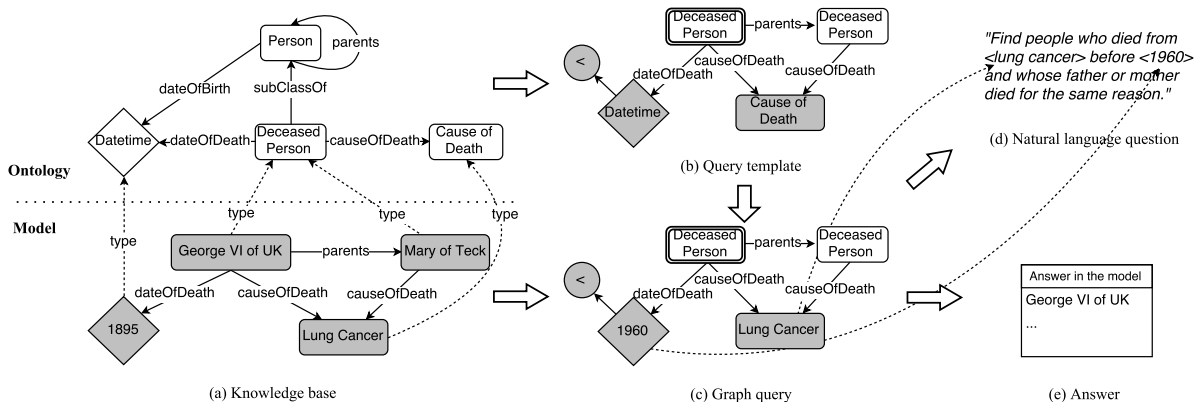 Person
parents
dateOfBirth
subClassOf
Datetime
dateOfDeath
Deceased
Person
causeOfDeath
Cause of
Death
Ontology
Model
type
type
type
type
George VI of UK
parents
Mary of Teck
dateOfDeath
causeOfDeath
causeOfDeath
1895
Lung Cancer
(a) Knowledge base
Deceased
Person
parents
Deceased
Person
<
dateOfDeath
causeOfDeath
causeOfDeath
Datetime
Cause of
Death
(b) Query template
Deceased
Person
parents
Deceased
Person
<
dateOfDeath
causeOfDeath
causeOfDeath
1960
Lung Cancer
(c) Graph query
"Find people who died from
<lung cancer> before <1960>
and whose father or mother
died for the same reason."
(d) Natural language question
Answer in the model
George VI of UK
...
(e) Answer